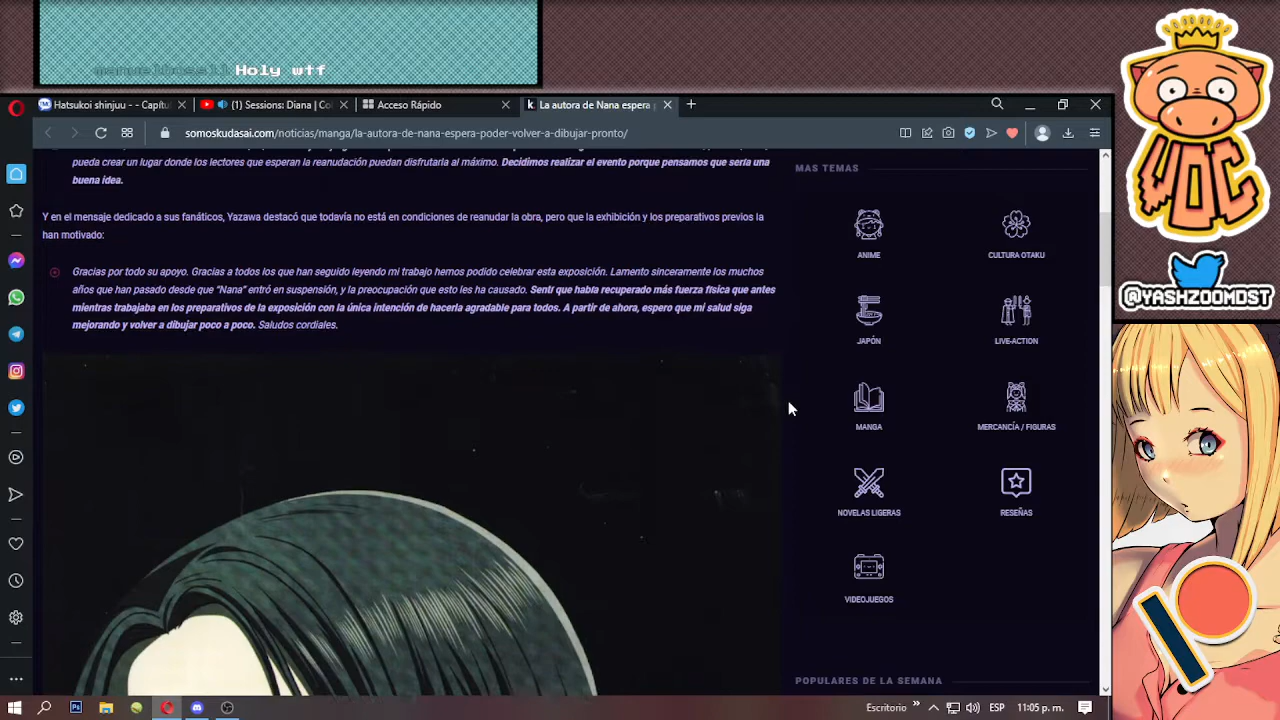 Holy wtf
Hatsukoi shinjuu - - Capítu
(1) Sessions: Diana | Co
Acceso Rápido
La autora de Nana espera
somoskudasai.com/noticias/manga/la-autora-de-nana-espera-poder-volver-a-dibujar-pronto/
pueda crear un lugar donde los lectores que esperan la reanudación puedan disfrutarla al máximo. Decidimos realizar el evento porque pensamos que sería una
buena idea.
Y en el mensaje dedicado a sus fanáticos, Yazawa destacó que todavía no está en condiciones de reanudar la obra, pero que la exhibición y los preparativos previos la
han motivado:
Gracias por todo su apoyo. Gracias a todos los que han seguido leyendo mi trabajo hemos podido celebrar esta exposición. Lamento sinceramente los muchos
años que han pasado desde que “Nana” entró en suspensión, y la preocupación que esto les ha causado. Sentí que había recuperado más fuerza física que antes
mientras trabajaba en los preparativos de la exposición con la única intención de hacerla agradable para todos. A partir de ahora, espero que mi salud siga
mejorando y volver a dibujar poco a poco. Saludos cordiales.
MAS TEMAS
ANIME
CULTURA OTAKU
JAPÓN
LIVE-ACTION
MANGA
MERCANCÍA / FIGURAS
NOVELAS LIGERAS
RESEÑAS
VIDEOJUEGOS
POPULARES DE LA SEMANA
@YASHZOOMDST
Escritorio
ESP
11:05 p. m.